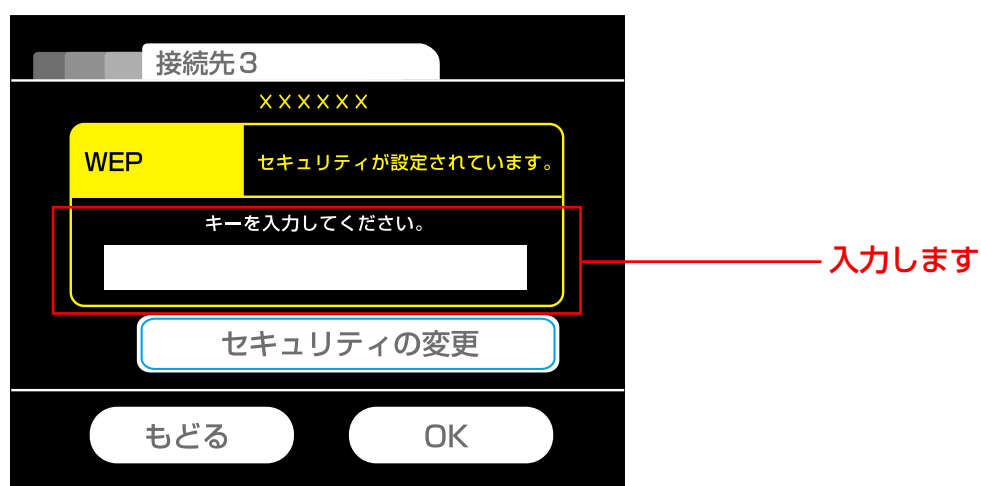 接続先3
××××××
WEP
セキュリティが設定されています。
キーを入力してください。
入力します
セキュリティの変更
もどる
OK